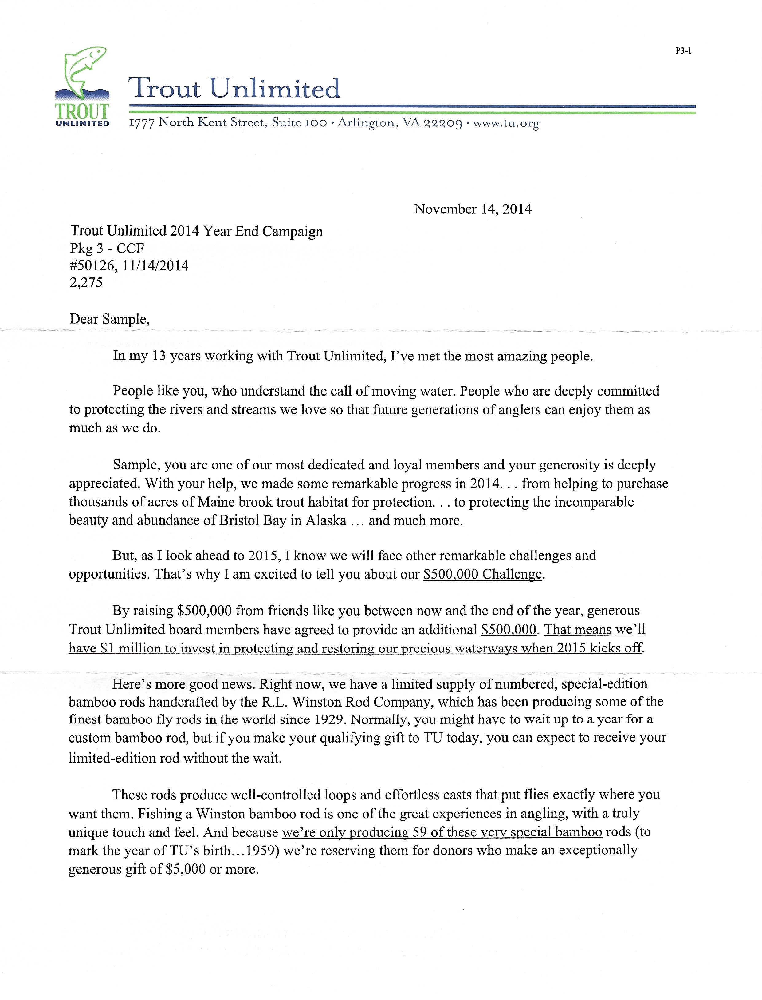 P3-1
Trout Unlimited
TROUT
UNLIMITED
1777 North Kent Street, Suite 100 • Arlington, VA 22209 • www.tu.org
November 14, 2014
Trout Unlimited 2014 Year End Campaign
Pkg 3 - CCF
#50126, 11/14/2014
2,275
Dear Sample,
In my 13 years working with Trout Unlimited, I've met the most amazing people.
People like you, who understand the call of moving water. People who are deeply committed
to protecting the rivers and streams we love so that future generations of anglers can enjoy them as
much as we do.
Sample, you are one of our most dedicated and loyal members and your generosity is deeply
appreciated. With your help, we made some remarkable progress in 2014. . . from helping to purchase
thousands of acres of Maine brook trout habitat for protection. . . to protecting the incomparable
beauty and abundance of Bristol Bay in Alaska ... and much more.
But, as I look ahead to 2015, I know we will face other remarkable challenges and
opportunities. That's why I am excited to tell you about our $500,000 Challenge.
By raising $500,000 from friends like you between now and the end of the year, generous
Trout Unlimited board members have agreed to provide an additional $500,000. That means we'll
have $1 million to invest in protecting and restoring our precious waterways when 2015 kicks off.
Here's more good news. Right now, we have a limited supply of numbered, special-edition
bamboo rods handcrafted by the R.L. Winston Rod Company, which has been producing some of the
finest bamboo fly rods in the world since 1929. Normally, you might have to wait up to a year for a
custom bamboo rod, but if you make your qualifying gift to TU today, you can expect to receive your
limited-edition rod without the wait.
These rods produce well-controlled loops and effortless casts that put flies exactly where you
want them. Fishing a Winston bamboo rod is one of the great experiences in angling, with a truly
unique touch and feel. And because we're only producing 59 of these very special bamboo rods (to
mark the year of TU's birth...1959) we're reserving them for donors who make an exceptionally
generous gift of $5,000 or more.